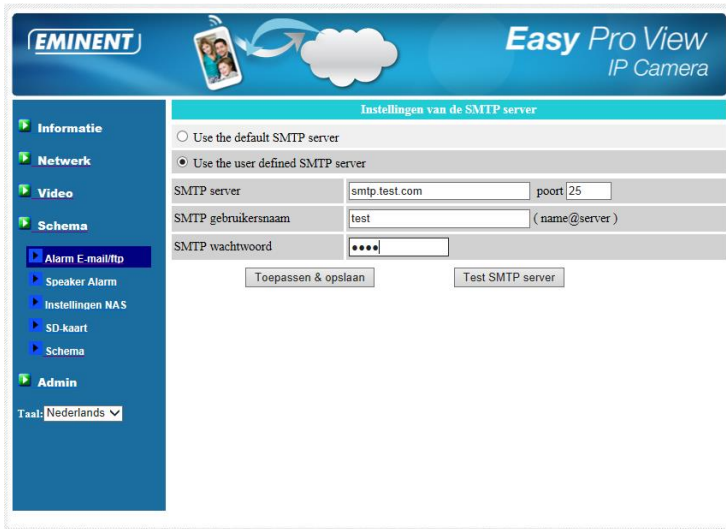 EMINENT
Easy Pro View
IP Camera
Informatie
Netwerk
Video
Schema
Alarm E-mail/ftp
Speaker Alarm
Instellingen NAS
SD-kaart
Schema
Admin
Taal: Nederlands
Instellingen van de SMTP server
Use the default SMTP server
Use the user defined SMTP server
SMTP server smtp.test.com poort 25
SMTP gebruikersnaam test ( name@server )
SMTP wachtwoord ••••
Toepassen & opslaan Test SMTP server